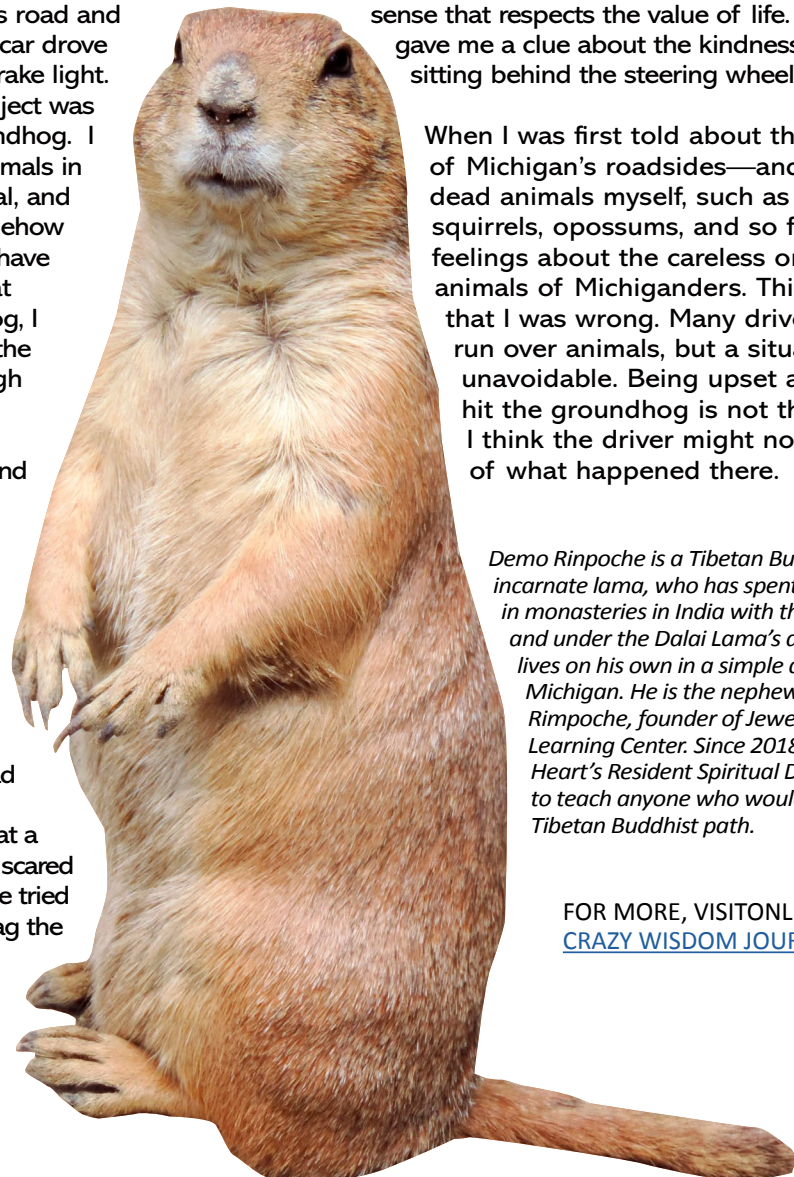 s road and
car drove
rake light.
ject was
ndhog. I
mals in
al, and
ehow
have
at
og, I
the
gh
nd
ad
at a
scared
e tried
ag the
sense that respects the value of life.
gave me a clue about the kindness
sitting behind the steering wheel
When I was first told about th
of Michigan's roadsides—and
dead animals myself, such as
squirrels, opossums, and so f
feelings about the careless or
animals of Michiganders. Thi
that I was wrong. Many drive
run over animals, but a situa
unavoidable. Being upset a
hit the groundhog is not th
I think the driver might no
of what happened there.
Demo Rinpoche is a Tibetan Bu
incarnate lama, who has spent
in monasteries in India with th
and under the Dalai Lama's a
lives on his own in a simple a
Michigan. He is the nephew
Rimpoche, founder of Jewe
Learning Center. Since 2018
Heart's Resident Spiritual D
to teach anyone who would
Tibetan Buddhist path.
FOR MORE, VISITONL
CRAZY WISDOM JOUR